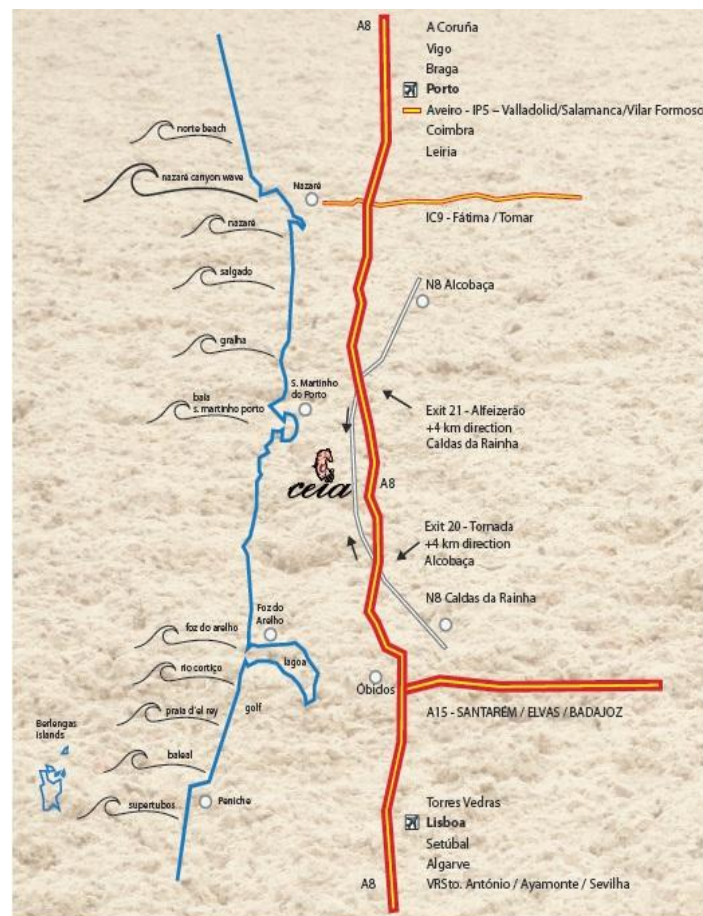 A8
A Coruña
Vigo
Braga
Porto
Aveiro - IP5 – Valladolid/Salamanca/Vilar Formoso
Coimbra
Leiria
norte beach
nazaré canyon wave
Nazaré
IC9 - Fátima / Tomar
nazaré
salgado
N8 Alcobaça
gralha
S. Martinho
do Porto
baia
s. martinho porto
Exit 21 - Alfeizerão
+4 km direction
Caldas da Rainha
ceia
A8
Exit 20 - Tornada
+4 km direction
Alcobaça
N8 Caldas da Rainha
Foz do
Arelho
foz do arelho
lagoa
rio cortiço
Óbidos
praia d'el rey
golf
A15 - SANTARÉM / ELVAS / BADAJOZ
Berlengas
islands
baleal
supertubos
Peniche
Torres Vedras
Lisboa
Setúbal
Algarve
A8
VRSto. António / Ayamonte / Sevilha